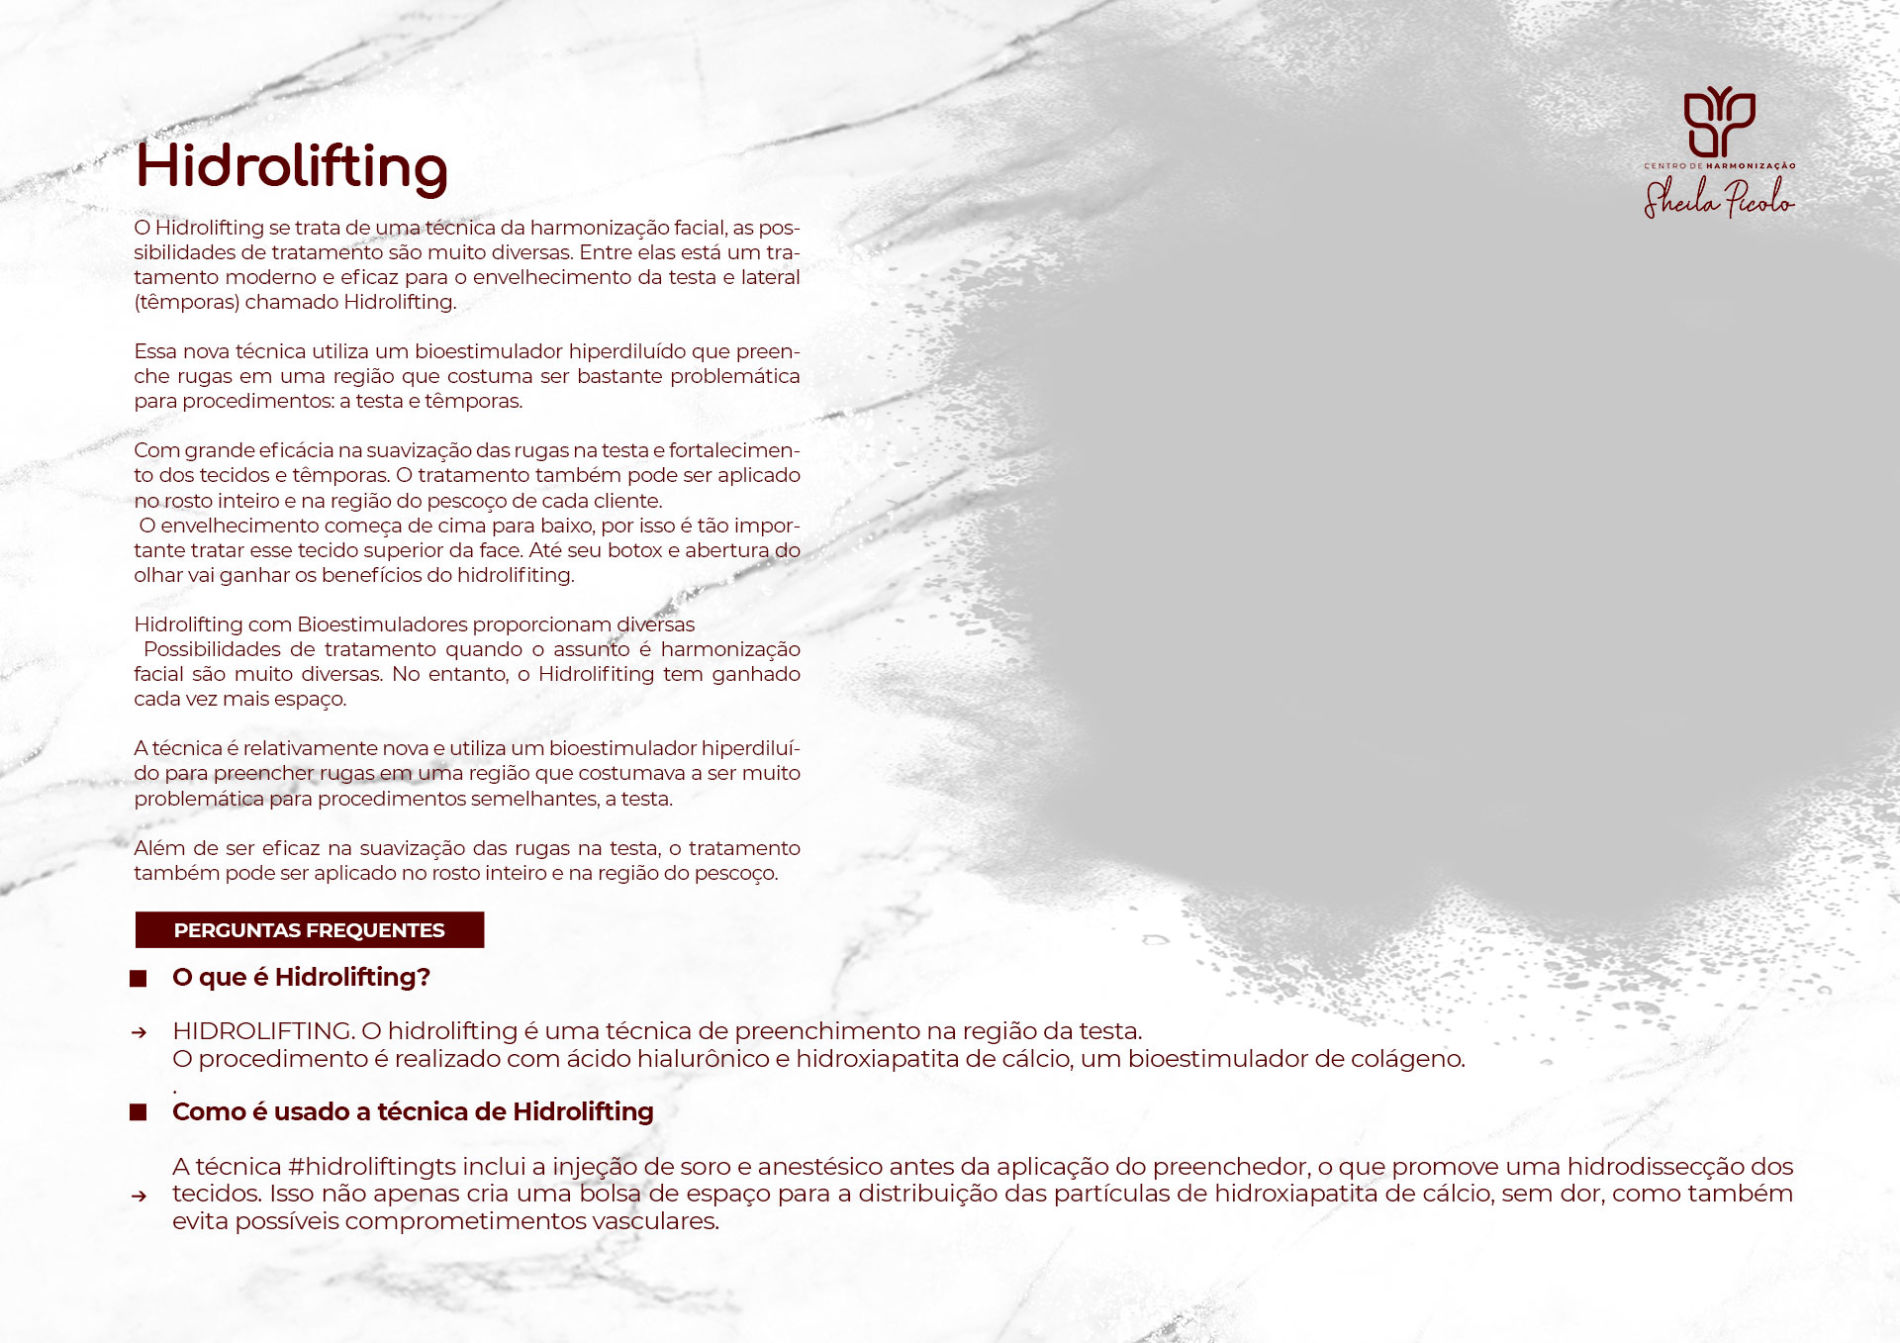 CENTRO DE HARMONIZAÇÃO
Sheila Picolo
Hidrolifting
O Hidrolifting se trata de uma técnica da harmonização facial, as pos-
sibilidades de tratamento são muito diversas. Entre elas está um tra-
tamento moderno e eficaz para o envelhecimento da testa e lateral
(têmporas) chamado Hidrolifting.
Essa nova técnica utiliza um bioestimulador hiperdiluído que preen-
che rugas em uma região que costuma ser bastante problemática
para procedimentos: a testa e têmporas.
Com grande eficácia na suavização das rugas na testa e fortalecimen-
to dos tecidos e têmporas. O tratamento também pode ser aplicado
no rosto inteiro e na região do pescoço de cada cliente.
O envelhecimento começa de cima para baixo, por isso é tão impor-
tante tratar esse tecido superior da face. Até seu botox e abertura do
olhar vai ganhar os benefícios do hidrolifiting.
Hidrolifting com Bioestimuladores proporcionam diversas
Possibilidades de tratamento quando o assunto é harmonização
facial são muito diversas. No entanto, o Hidrolifiting tem ganhado
cada vez mais espaço.
A técnica é relativamente nova e utiliza um bioestimulador hiperdiluí-
do para preencher rugas em uma região que costumava a ser muito
problemática para procedimentos semelhantes, a testa.
Além de ser eficaz na suavização das rugas na testa, o tratamento
também pode ser aplicado no rosto inteiro e na região do pescoço.
PERGUNTAS FREQUENTES
■ O que é Hidrolifting?
➔ HIDROLIFTING. O hidrolifting é uma técnica de preenchimento na região da testa.
O procedimento é realizado com ácido hialurônico e hidroxiapatita de cálcio, um bioestimulador de colágeno.
.
■ Como é usado a técnica de Hidrolifting
A técnica #hidroliftingts inclui a injeção de soro e anestésico antes da aplicação do preenchedor, o que promove uma hidrodissecção dos
➔ tecidos. Isso não apenas cria uma bolsa de espaço para a distribuição das partículas de hidroxiapatita de cálcio, sem dor, como também
evita possíveis comprometimentos vasculares.